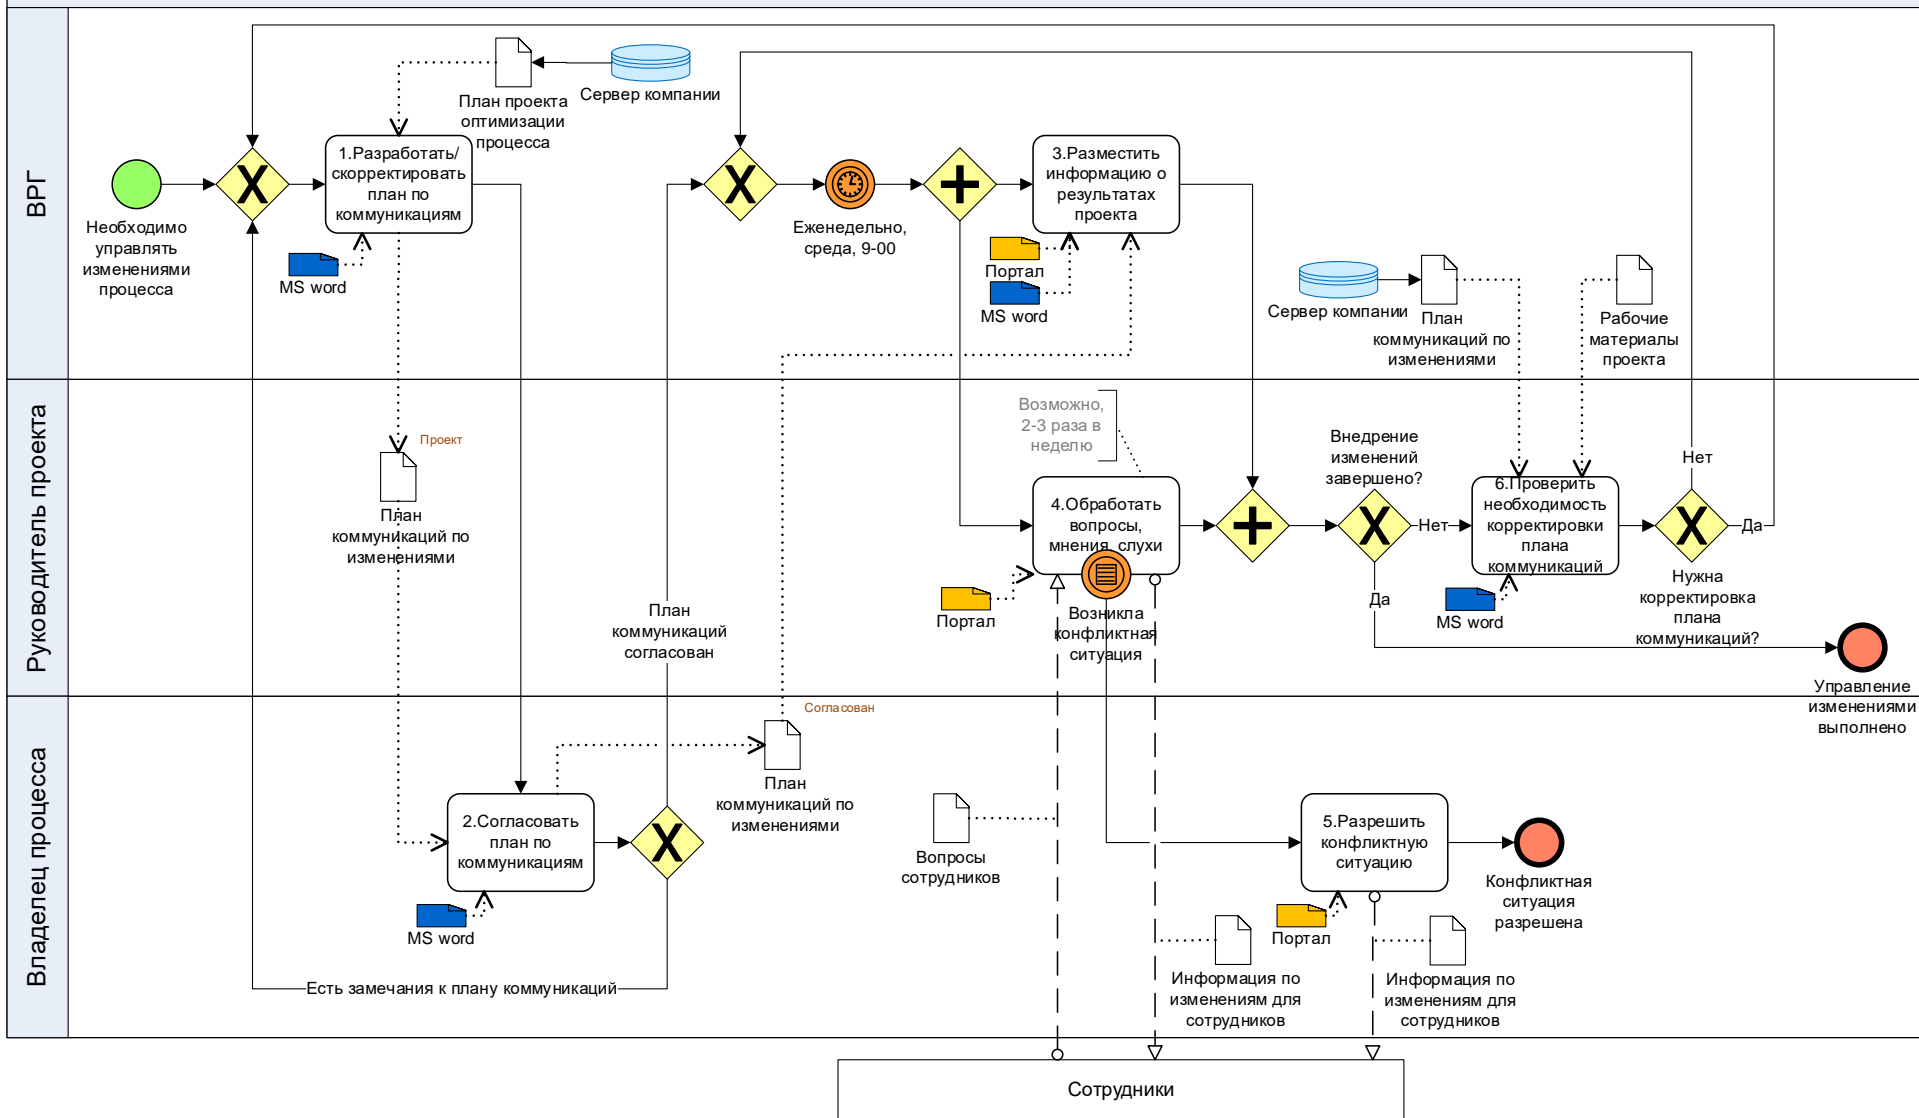 ВРГ
Сервер компании
План проекта
оптимизации
процесса
1.Разработать/
скорректировать
план по
коммуникациям
Необходимо
управлять
изменениями
процесса
MS word
Еженедельно,
среда, 9-00
3.Разместить
информацию о
результатах
проекта
Портал
MS word
Сервер компании
План
коммуникаций по
изменениями
Рабочие
материалы
проекта
Руководитель проекта
Проект
План
коммуникаций по
изменениями
План
коммуникаций
согласован
Возможно,
2-3 раза в
неделю
4.Обработать
вопросы,
мнения, слухи
Портал
Возникла
конфликтная
ситуация
Внедрение
изменений
завершено?
Нет
Да
6.Проверить
необходимость
корректировки
плана
коммуникаций
MS word
Нет
Да
Нужна
корректировка
плана
коммуникаций?
Управление
изменениями
выполнено
Владелец процесса
Согласован
План
коммуникаций по
изменениями
2.Согласовать
план по
коммуникациям
MS word
Есть замечания к плану коммуникаций
Вопросы
сотрудников
5.Разрешить
конфликтную
ситуацию
Портал
Конфликтная
ситуация
разрешена
Информация по
изменениям для
сотрудников
Информация по
изменениям для
сотрудников
Сотрудники